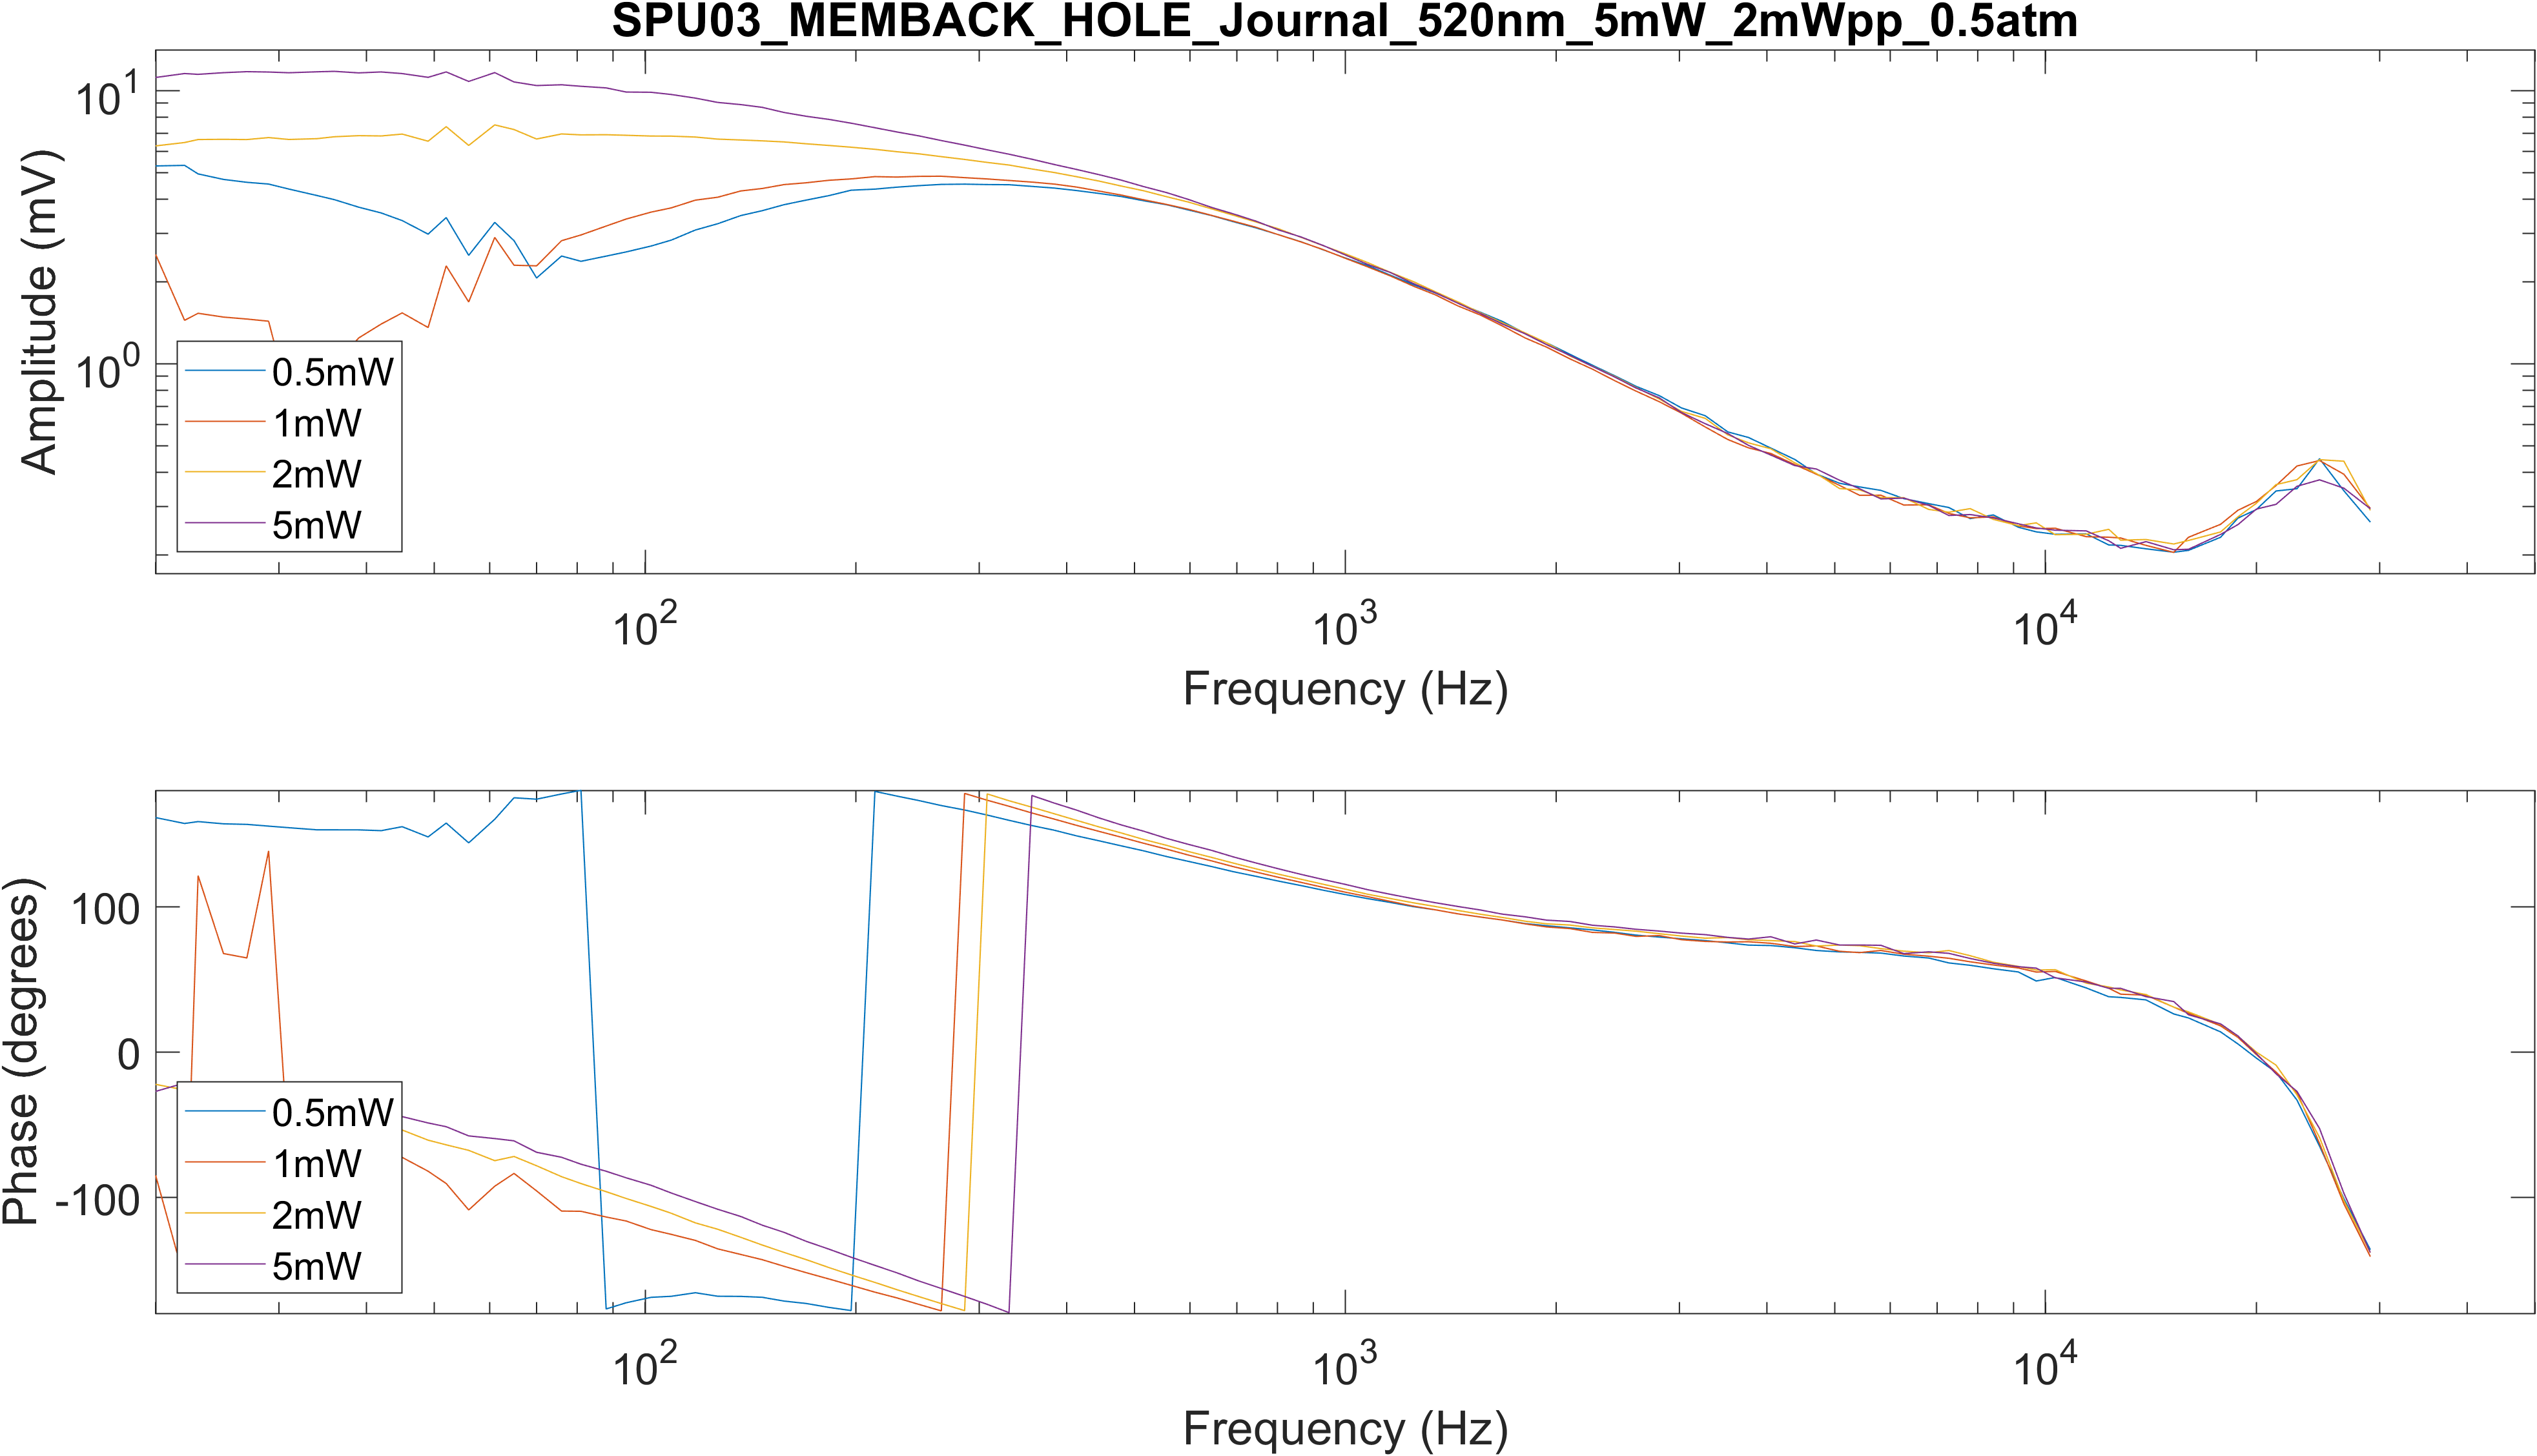 SPU03_MEMBACK_HOLE_Journal_520nm_5mW_2mWpp_0.5atm
Amplitude (mV)
10^1
10^0
0.5mW
1mW
2mW
5mW
10^2
10^3
10^4
Frequency (Hz)
Phase (degrees)
100
0
-100
0.5mW
1mW
2mW
5mW
10^2
10^3
10^4
Frequency (Hz)